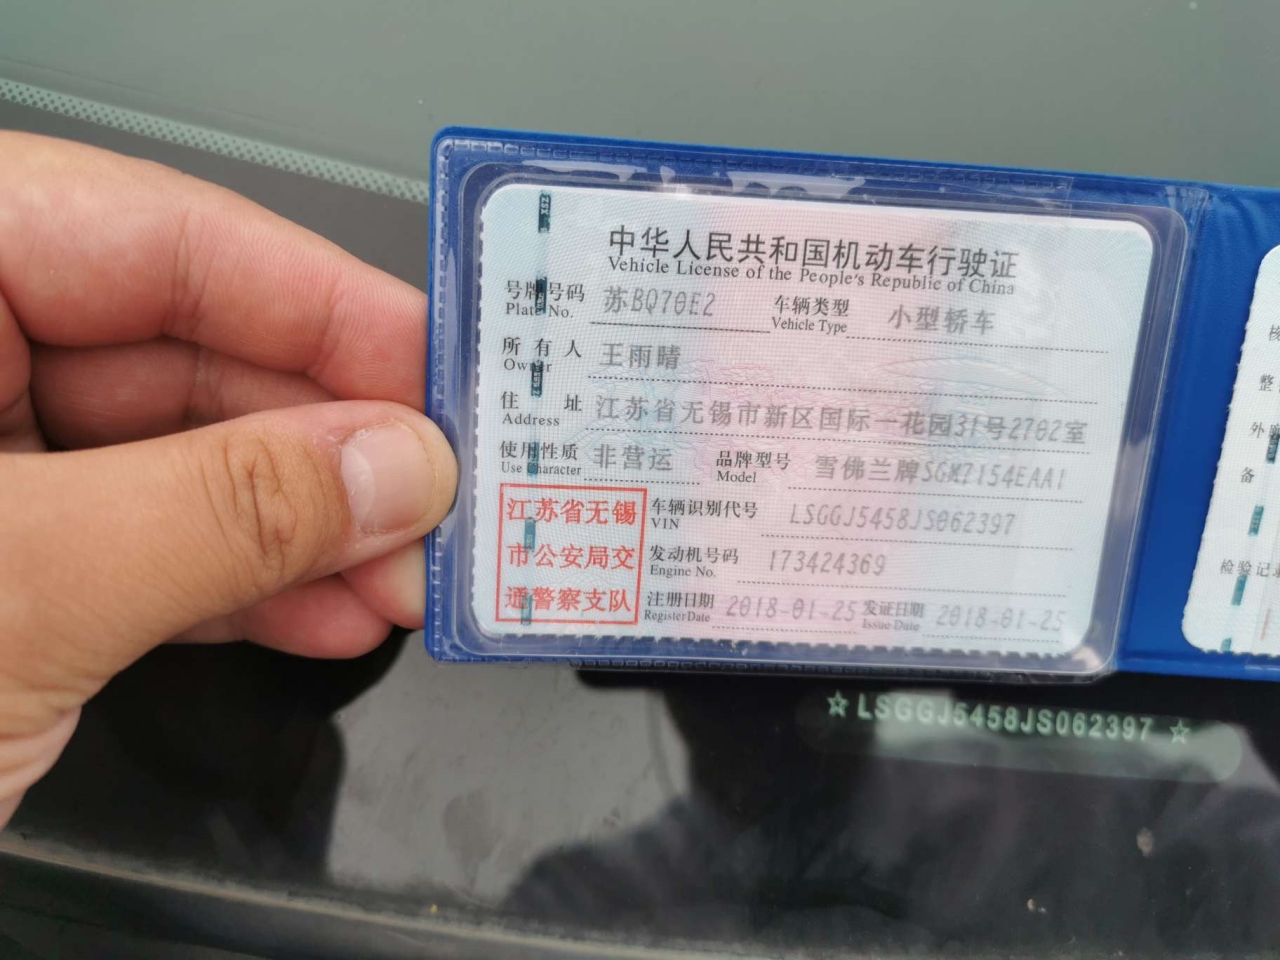 中华人民共和国机动车行驶证
Vehicle License of the People's Republic of China
号牌号码 苏BQ70E2 车辆类型 小型轿车
Plate No. Vehicle Type
所有人 王雨晴
Owner
住址 江苏省无锡市新区国际一花园31号2702室
Address
使用性质 非营运 品牌型号 雪佛兰牌SGM7154EAA1
Use Character Model
江苏省无锡
市公安局交
通警察支队
车辆识别代号 LSGGJ5458JS062397
VIN
发动机号码 173424369
Engine No.
注册日期 2018-01-25 发证日期 2018-01-25
Register Date Issue Date
整
外
备
检验记
☆LSGGJ5458JS062397☆